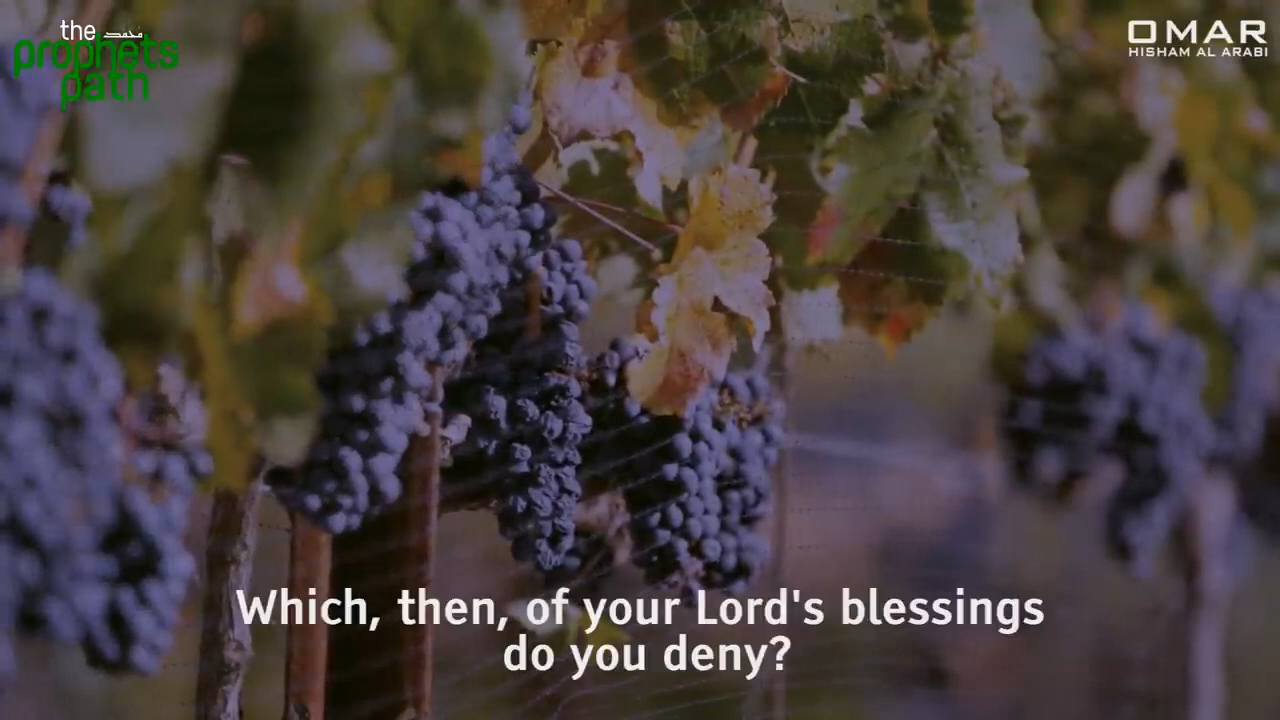 the محمد
prophets
path
OMAR
HISHAM AL ARABI
Which, then, of your Lord's blessings
do you deny?